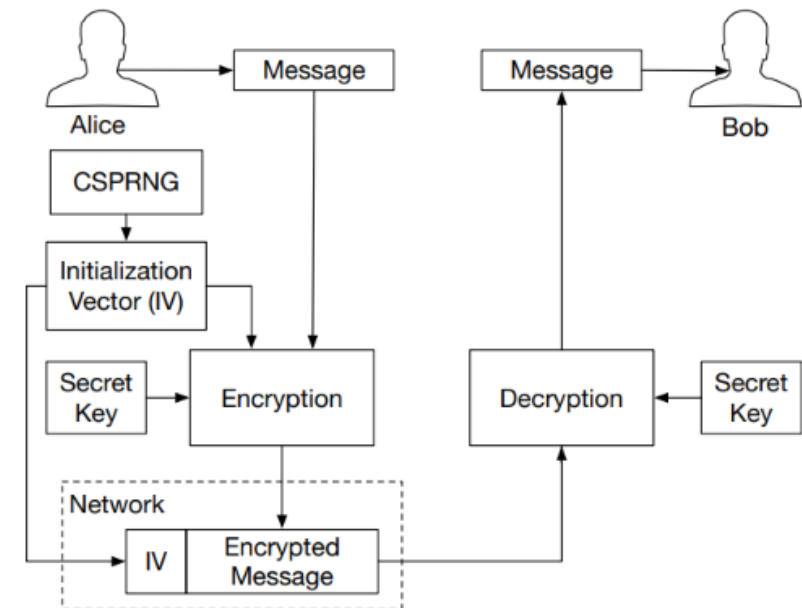 Message
Message
Alice
Bob
CSPRNG
Initialization
Vector (IV)
Secret
Key
Encryption
Decryption
Secret
Key
Network
IV
Encrypted
Message